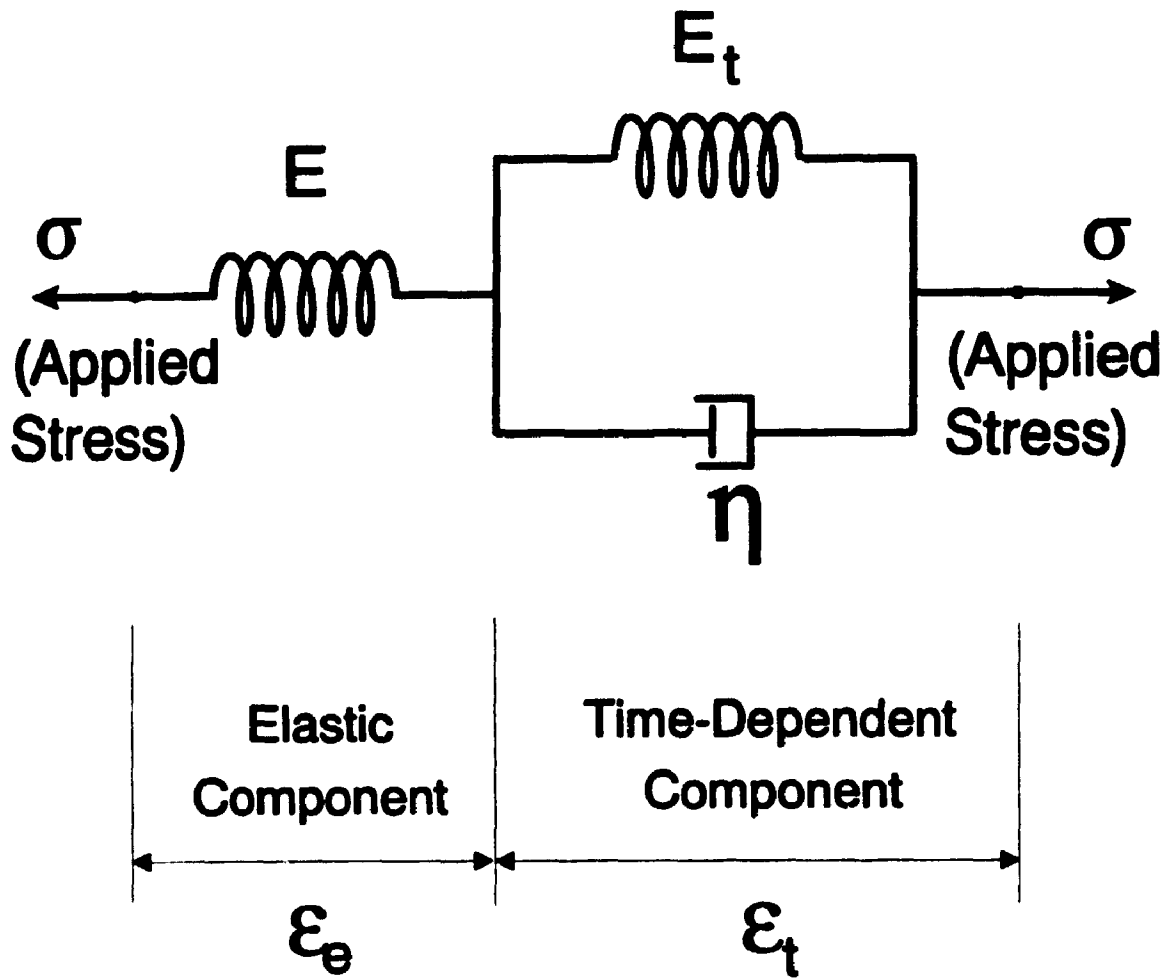 E_t
E
σ
σ
(Applied
Stress)
(Applied
Stress)
η
Elastic
Component
Time-Dependent
Component
ε_e
ε_t